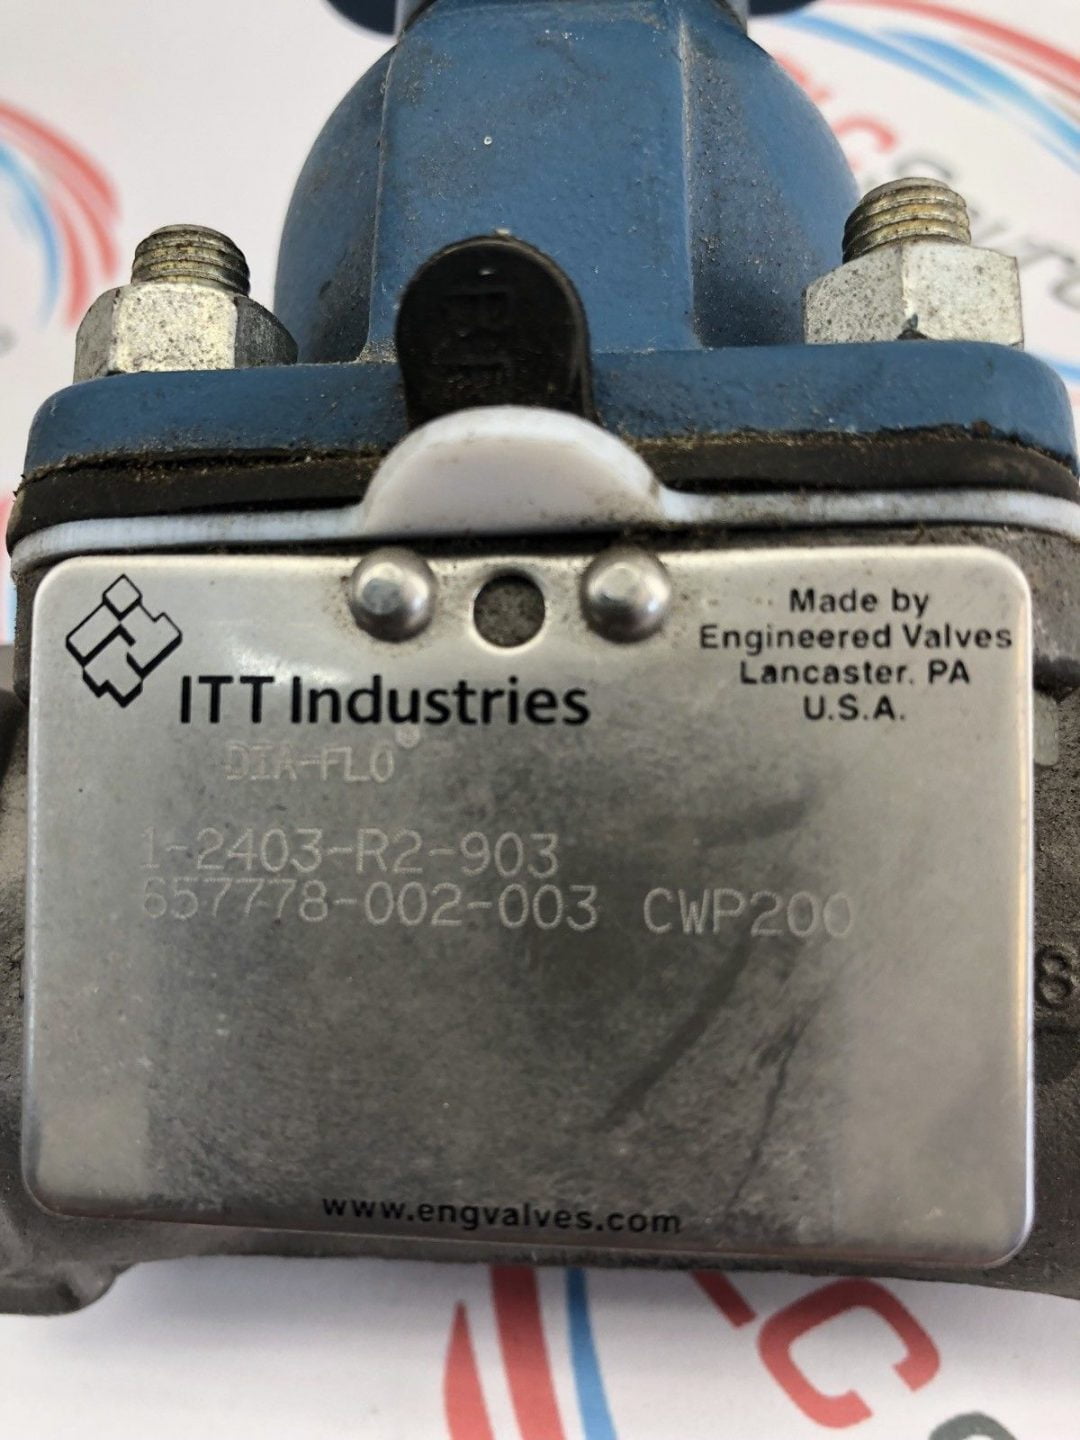 ITT Industries
Made by
Engineered Valves
Lancaster, PA
U.S.A.
DIA-FLO®
1-2403-R2-903
657778-002-003 CWP200
8
www.engvalves.com